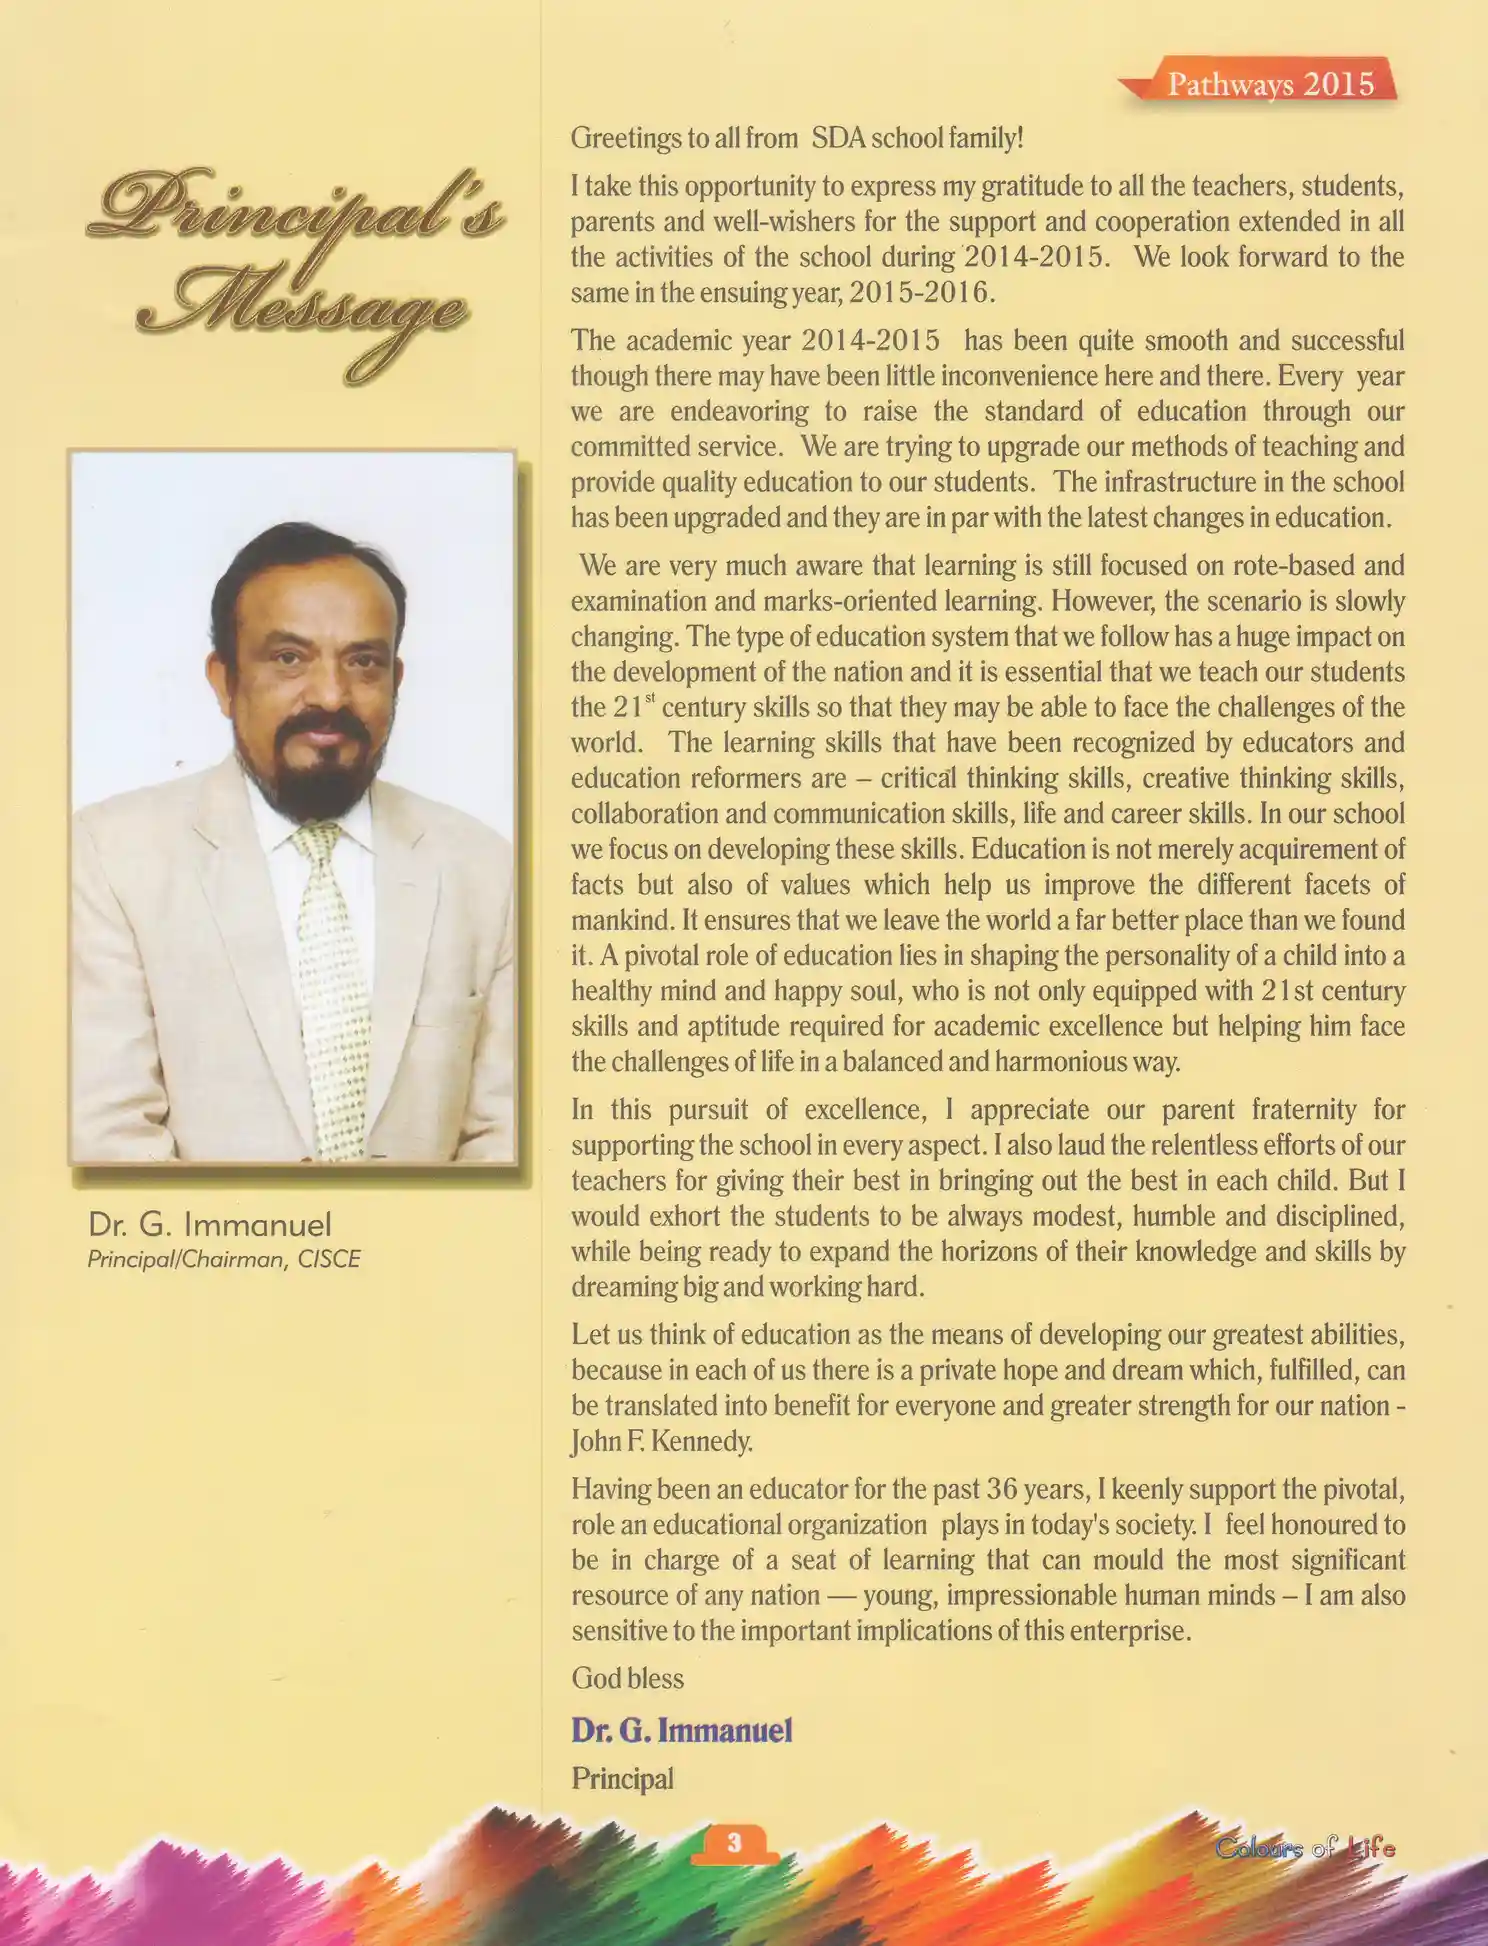 Pathways 2015
Principal's
Message
Dr. G. Immanuel
Principal/Chairman, CISCE
Greetings to all from SDA school family!
I take this opportunity to express my gratitude to all the teachers, students,
parents and well-wishers for the support and cooperation extended in all
the activities of the school during 2014-2015. We look forward to the
same in the ensuing year, 2015-2016.
The academic year 2014-2015 has been quite smooth and successful
though there may have been little inconvenience here and there. Every year
we are endeavoring to raise the standard of education through our
committed service. We are trying to upgrade our methods of teaching and
provide quality education to our students. The infrastructure in the school
has been upgraded and they are in par with the latest changes in education.
We are very much aware that learning is still focused on rote-based and
examination and marks-oriented learning. However, the scenario is slowly
changing. The type of education system that we follow has a huge impact on
the development of the nation and it is essential that we teach our students
the 21st century skills so that they may be able to face the challenges of the
world. The learning skills that have been recognized by educators and
education reformers are – critical thinking skills, creative thinking skills,
collaboration and communication skills, life and career skills. In our school
we focus on developing these skills. Education is not merely acquirement of
facts but also of values which help us improve the different facets of
mankind. It ensures that we leave the world a far better place than we found
it. A pivotal role of education lies in shaping the personality of a child into a
healthy mind and happy soul, who is not only equipped with 21st century
skills and aptitude required for academic excellence but helping him face
the challenges of life in a balanced and harmonious way.
In this pursuit of excellence, I appreciate our parent fraternity for
supporting the school in every aspect. I also laud the relentless efforts of our
teachers for giving their best in bringing out the best in each child. But I
would exhort the students to be always modest, humble and disciplined,
while being ready to expand the horizons of their knowledge and skills by
dreaming big and working hard.
Let us think of education as the means of developing our greatest abilities,
because in each of us there is a private hope and dream which, fulfilled, can
be translated into benefit for everyone and greater strength for our nation -
John F. Kennedy.
Having been an educator for the past 36 years, I keenly support the pivotal,
role an educational organization plays in today's society. I feel honoured to
be in charge of a seat of learning that can mould the most significant
resource of any nation — young, impressionable human minds – I am also
sensitive to the important implications of this enterprise.
God bless
Dr. G. Immanuel
Principal
3
Colours of Life